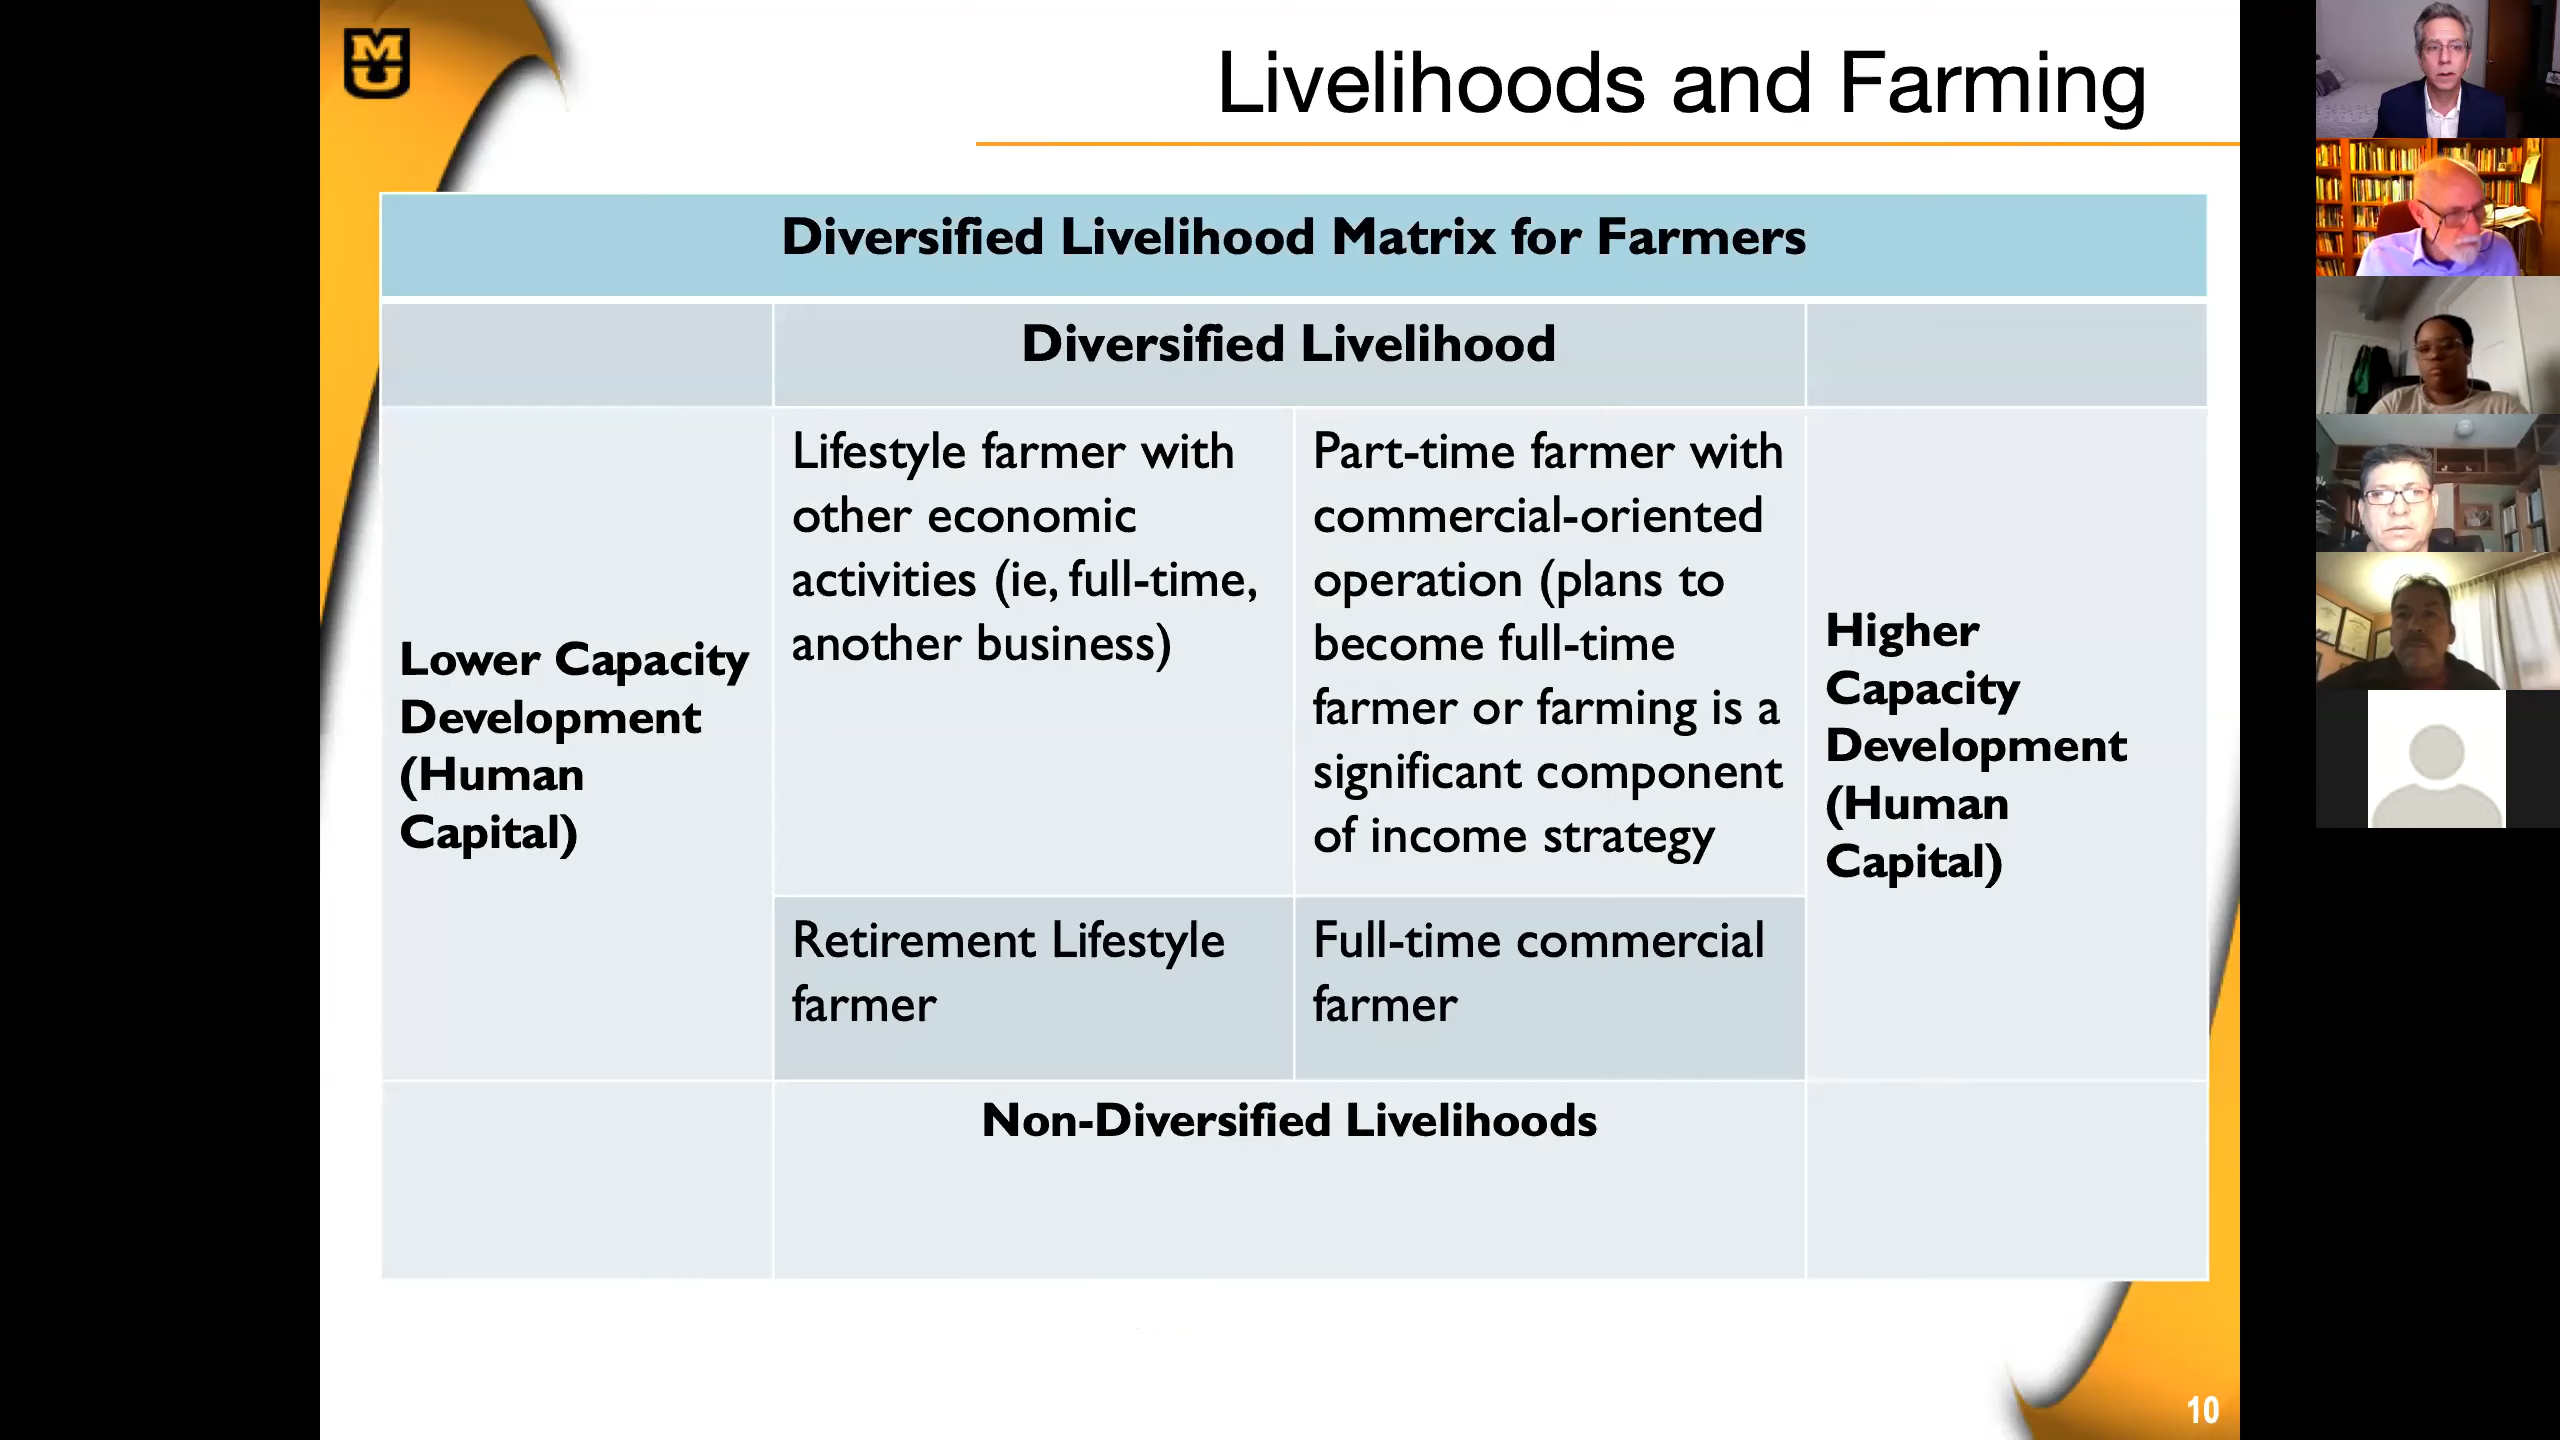 MU
Livelihoods and Farming
Diversified Livelihood Matrix for Farmers
Diversified Livelihood
Lower Capacity
Development
(Human
Capital)
Lifestyle farmer with
other economic
activities (ie, full-time,
another business)
Part-time farmer with
commercial-oriented
operation (plans to
become full-time
farmer or farming is a
significant component
of income strategy
Higher
Capacity
Development
(Human
Capital)
Retirement Lifestyle
farmer
Full-time commercial
farmer
Non-Diversified Livelihoods
10